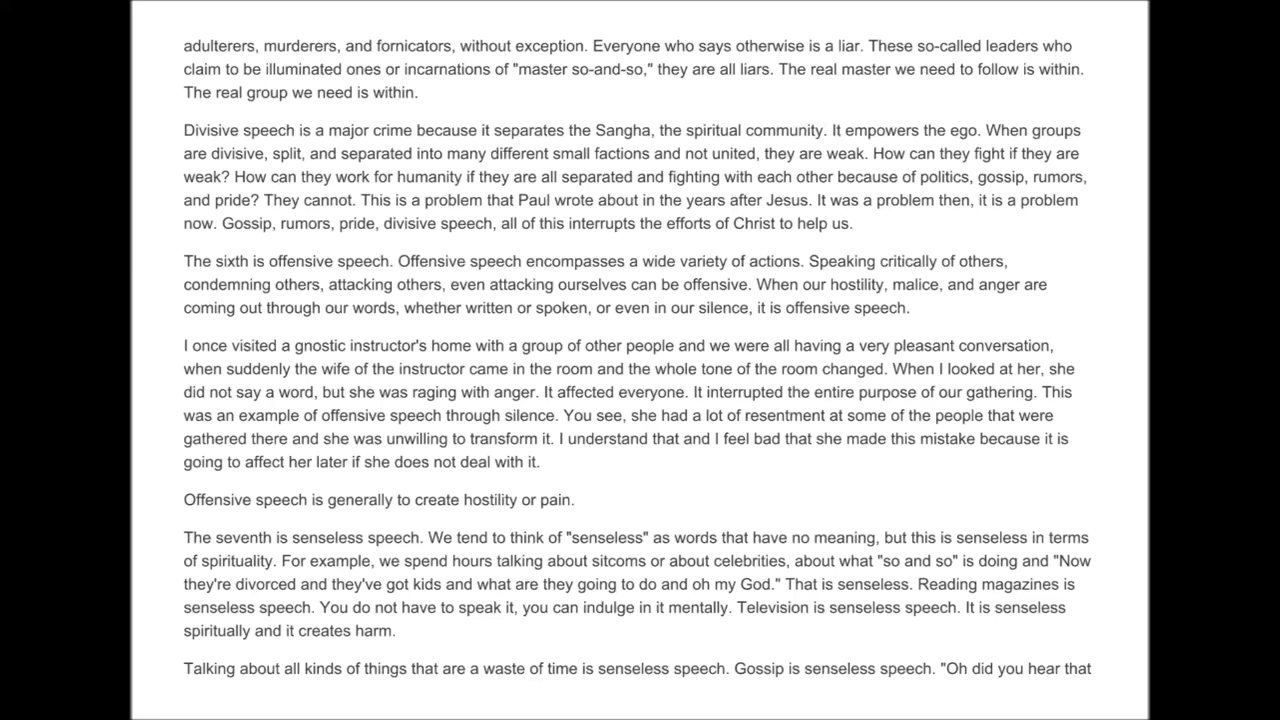 adulterers, murderers, and fornicators, without exception. Everyone who says otherwise is a liar. These so-called leaders who
claim to be illuminated ones or incarnations of "master so-and-so," they are all liars. The real master we need to follow is within.
The real group we need is within.
Divisive speech is a major crime because it separates the Sangha, the spiritual community. It empowers the ego. When groups
are divisive, split, and separated into many different small factions and not united, they are weak. How can they fight if they are
weak? How can they work for humanity if they are all separated and fighting with each other because of politics, gossip, rumors,
and pride? They cannot. This is a problem that Paul wrote about in the years after Jesus. It was a problem then, it is a problem
now. Gossip, rumors, pride, divisive speech, all of this interrupts the efforts of Christ to help us.
The sixth is offensive speech. Offensive speech encompasses a wide variety of actions. Speaking critically of others,
condemning others, attacking others, even attacking ourselves can be offensive. When our hostility, malice, and anger are
coming out through our words, whether written or spoken, or even in our silence, it is offensive speech.
I once visited a gnostic instructor's home with a group of other people and we were all having a very pleasant conversation,
when suddenly the wife of the instructor came in the room and the whole tone of the room changed. When I looked at her, she
did not say a word, but she was raging with anger. It affected everyone. It interrupted the entire purpose of our gathering. This
was an example of offensive speech through silence. You see, she had a lot of resentment at some of the people that were
gathered there and she was unwilling to transform it. I understand that and I feel bad that she made this mistake because it is
going to affect her later if she does not deal with it.
Offensive speech is generally to create hostility or pain.
The seventh is senseless speech. We tend to think of "senseless" as words that have no meaning, but this is senseless in terms
of spirituality. For example, we spend hours talking about sitcoms or about celebrities, about what "so and so" is doing and "Now
they're divorced and they've got kids and what are they going to do and oh my God." That is senseless. Reading magazines is
senseless speech. You do not have to speak it, you can indulge in it mentally. Television is senseless speech. It is senseless
spiritually and it creates harm.
Talking about all kinds of things that are a waste of time is senseless speech. Gossip is senseless speech. "Oh did you hear that